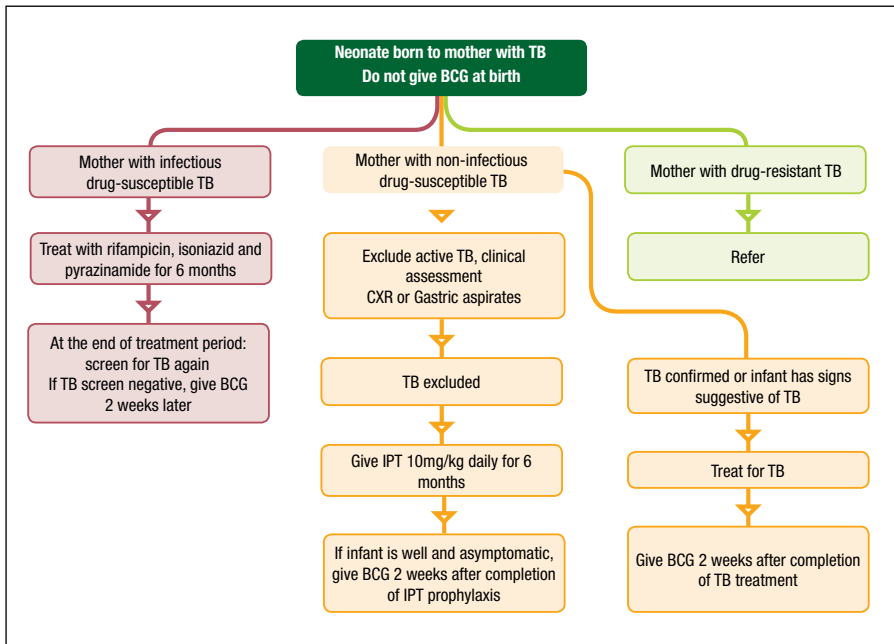 Neonate born to mother with TB
Do not give BCG at birth
Mother with infectious
drug-susceptible TB
Treat with rifampicin, isoniazid and
pyrazinamide for 6 months
At the end of treatment period:
screen for TB again
If TB screen negative, give BCG
2 weeks later
Mother with non-infectious
drug-susceptible TB
Exclude active TB, clinical
assessment
CXR or Gastric aspirates
TB excluded
Give IPT 10mg/kg daily for 6
months
If infant is well and asymptomatic,
give BCG 2 weeks after completion
of IPT prophylaxis
TB confirmed or infant has signs
suggestive of TB
Treat for TB
Give BCG 2 weeks after completion
of TB treatment
Mother with drug-resistant TB
Refer